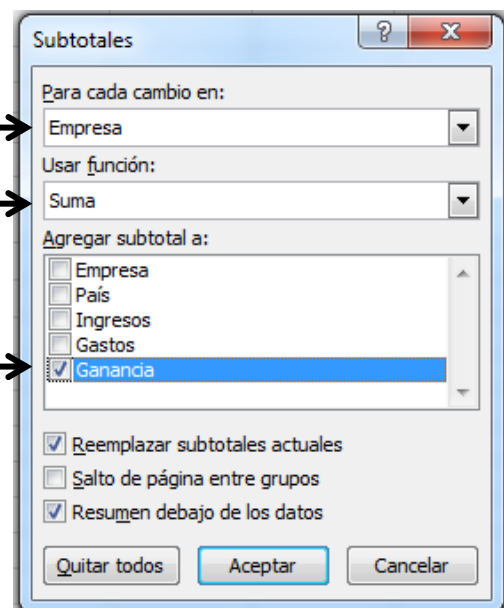 Subtotales
Para cada cambio en:
Empresa
Usar función:
Suma
Agregar subtotal a:
Empresa
País
Ingresos
Gastos
Ganancia
Reemplazar subtotales actuales
Salto de página entre grupos
Resumen debajo de los datos
Quitar todos Aceptar Cancelar